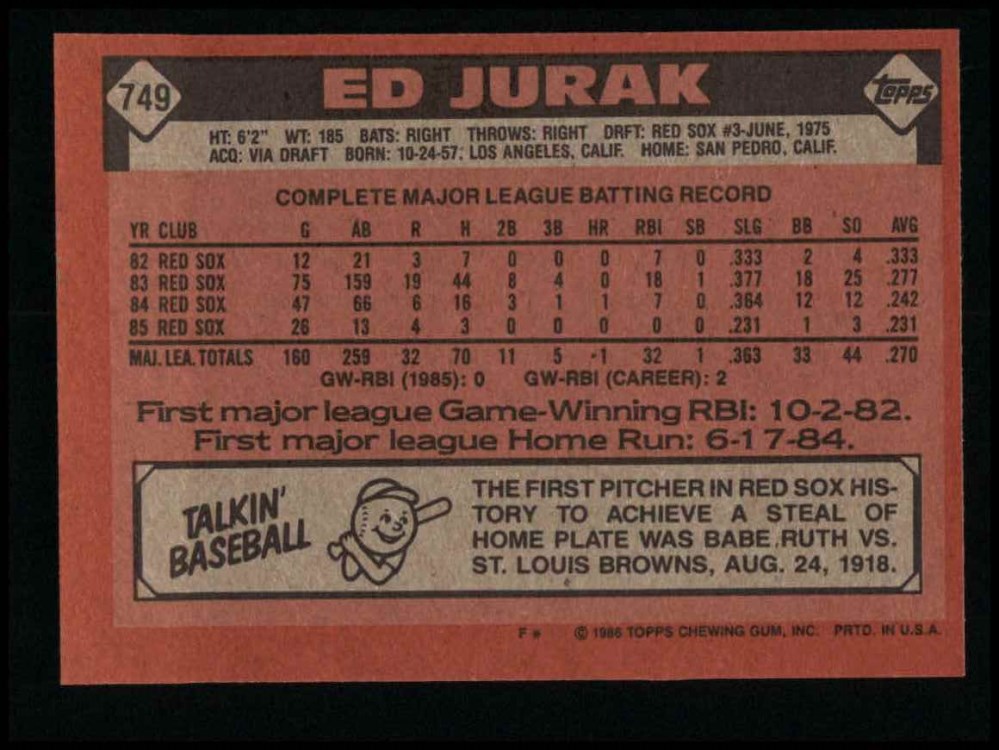 749
ED JURAK
TOPPS
HT: 6'2" WT: 185 BATS: RIGHT THROWS: RIGHT DRFT: RED SOX #3-JUNE, 1975
ACQ: VIA DRAFT BORN: 10-24-57, LOS ANGELES, CALIF. HOME: SAN PEDRO, CALIF.
COMPLETE MAJOR LEAGUE BATTING RECORD
YR CLUB G AB R H 2B 3B HR RBI SB SLG BB SO AVG
82 RED SOX 12 21 3 7 0 0 0 7 0 .333 2 4 .333
83 RED SOX 75 159 19 44 8 4 0 18 1 .377 18 25 .277
84 RED SOX 47 66 6 16 3 1 1 7 0 .364 12 12 .242
85 RED SOX 26 13 4 3 0 0 0 0 0 .231 1 3 .231
MAJ. LEA. TOTALS 160 259 32 70 11 5 1 32 1 .363 33 44 .270
GW-RBI (1985): 0 GW-RBI (CAREER): 2
First major league Game-Winning RBI: 10-2-82.
First major league Home Run: 6-17-84.
TALKIN'
BASEBALL
THE FIRST PITCHER IN RED SOX HIS-
TORY TO ACHIEVE A STEAL OF
HOME PLATE WAS BABE RUTH VS.
ST. LOUIS BROWNS, AUG. 24, 1918.
F* © 1986 TOPPS CHEWING GUM, INC. PRTD. IN U.S.A.